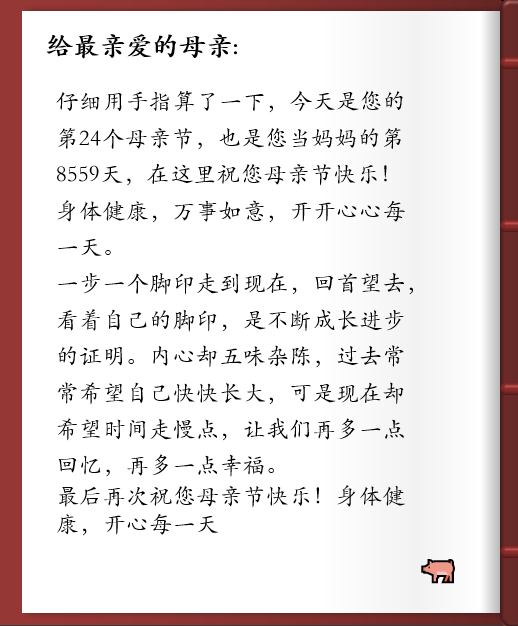 给最亲爱的母亲:
仔细用手指算了一下，今天是您的
第24个母亲节，也是您当妈妈的第
8559天，在这里祝您母亲节快乐！
身体健康，万事如意，开开心心每
一天。
一步一个脚印走到现在，回首望去，
看着自己的脚印，是不断成长进步
的证明。内心却五味杂陈，过去常
常希望自己快快长大，可是现在却
希望时间走慢点，让我们再多一点
回忆，再多一点幸福。
最后再次祝您母亲节快乐！身体健
康，开心每一天